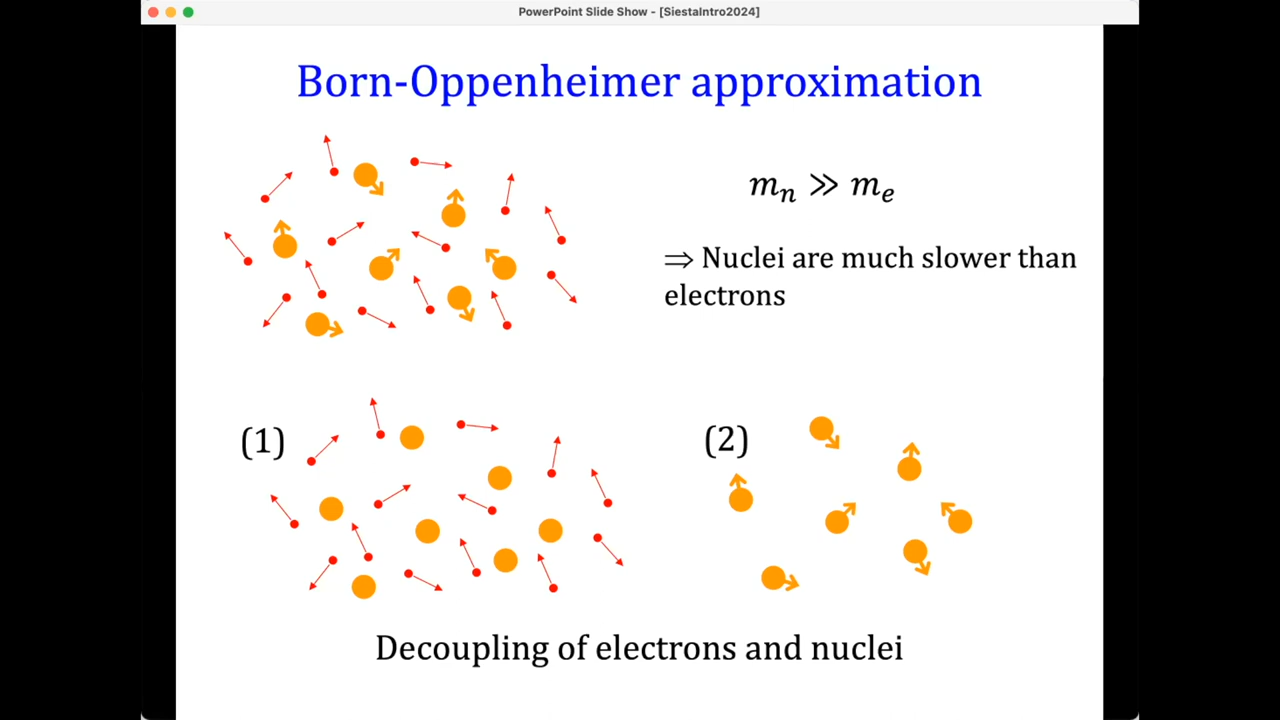 PowerPoint Slide Show - [SiestaIntro2024]
Born-Oppenheimer approximation
mₙ ≫ mₑ
⇒ Nuclei are much slower than
electrons
(1)
(2)
Decoupling of electrons and nuclei